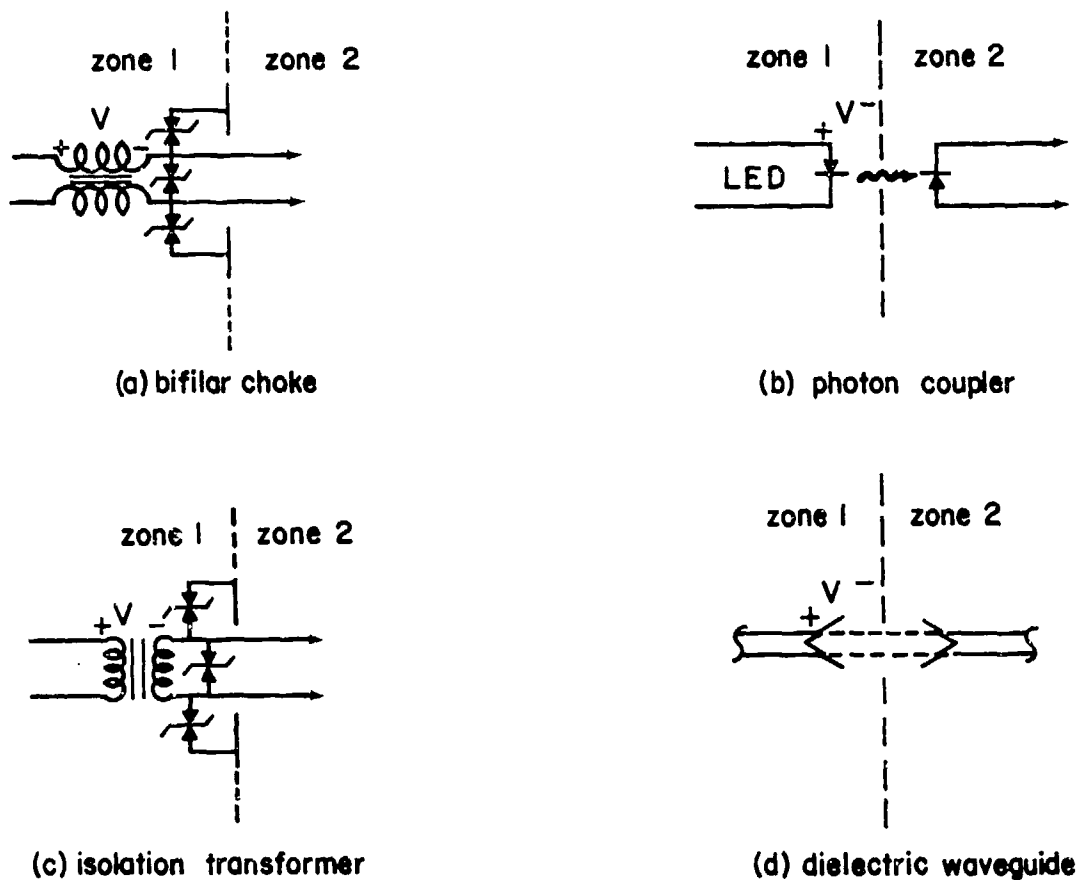 zone 1 zone 2
V
+ -
(a) bifilar choke
zone 1 zone 2
V -
+
LED
(b) photon coupler
zone 1 zone 2
+ V -
(c) isolation transformer
zone 1 zone 2
V -
+
(d) dielectric waveguide